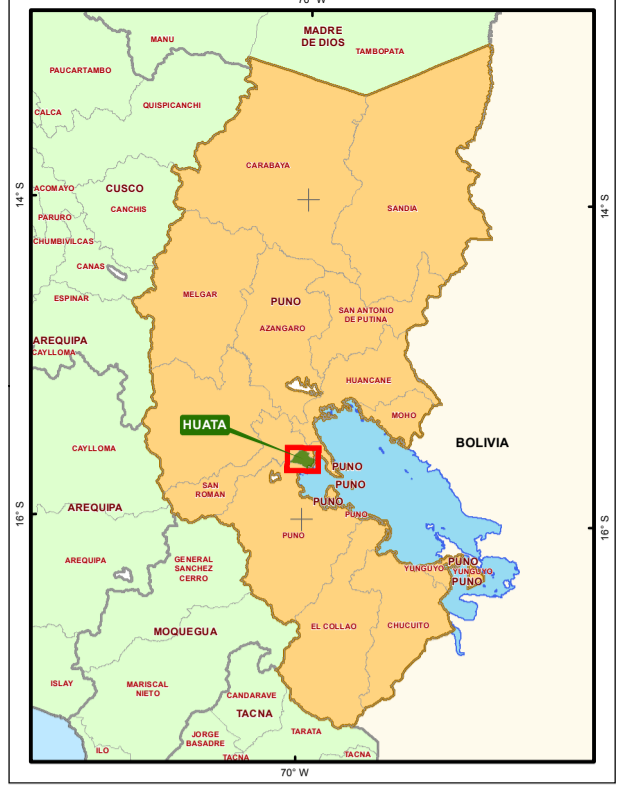 70° W
MADRE
DE DIOS
MANU
TAMBOPATA
PAUCARTAMBO
QUISPICANCHI
CALCA
CARABAYA
ACOMAYO
CUSCO
14° S
14° S
SANDIA
CANCHIS
PARURO
CHUMBIVILCAS
CANAS
MELGAR
ESPINAR
PUNO
SAN ANTONIO
DE PUTINA
AZANGARO
AREQUIPA
CAYLLOMA
HUANCANE
MOHO
HUATA
BOLIVIA
CAYLLOMA
PUNO
PUNO
SAN
ROMAN
PUNO
AREQUIPA
PUNO
16° S
16° S
PUNO
AREQUIPA
GENERAL
SANCHEZ
CERRO
PUNO
YUNGUYO
YUNGUYO
PUNO
EL COLLAO
CHUCUITO
MOQUEGUA
ISLAY
MARISCAL
NIETO
CANDARAVE
TACNA
TARATA
JORGE
BASADRE
ILO
TACNA
TACNA
70° W